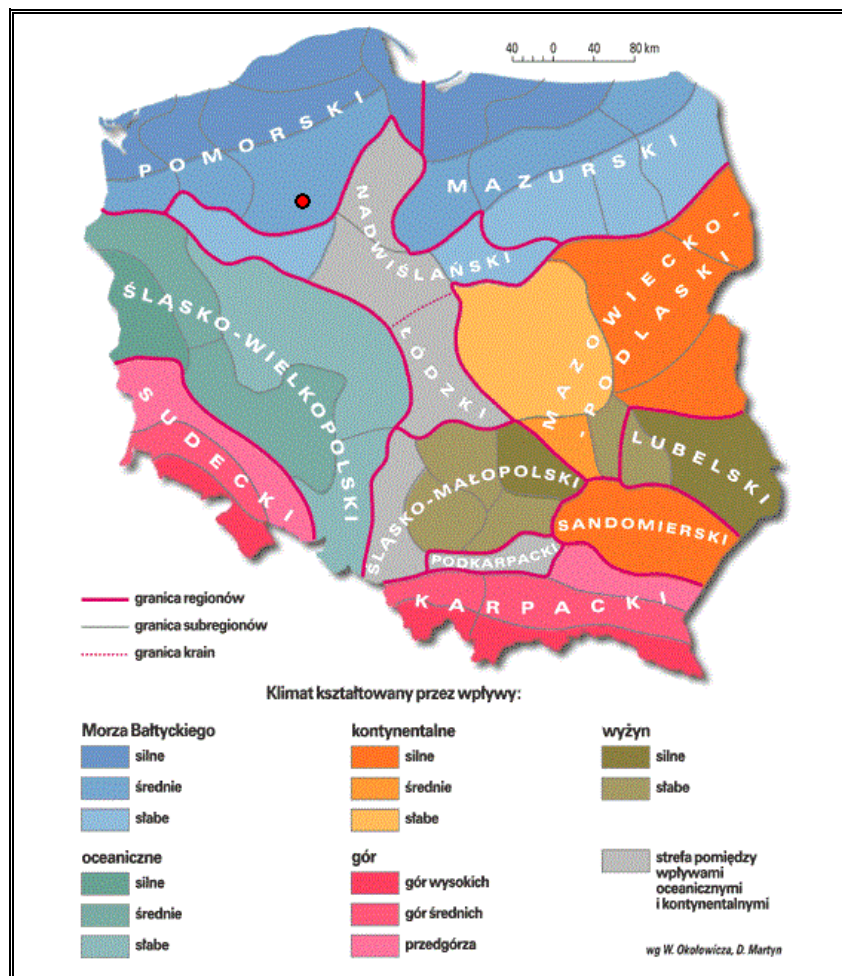 40 0 40 80 km
POMORSKI
MAZURSKI
NADWIŚLAŃSKI
MAZOWIECKO-
-PODLASKI
ŚLĄSKO-WIELKOPOLSKI
ŁÓDZKI
SUDECKI
LUBELSKI
ŚLĄSKO-MAŁOPOLSKI
SANDOMIERSKI
PODKARPACKI
KARPACKI
granica regionów
granica subregionów
granica krain
Klimat kształtowany przez wpływy:
Morza Bałtyckiego
silne
średnie
słabe
oceaniczne
silne
średnie
słabe
kontynentalne
silne
średnie
słabe
gór
gór wysokich
gór średnich
przedgórza
wyżyn
silne
słabe
strefa pomiędzy
wpływami
oceanicznymi
i kontynentalnymi
wg W. Okołowicza, D. Martyn